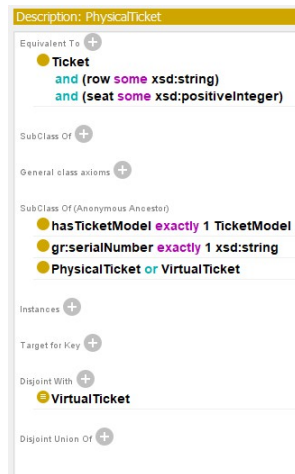 Description: PhysicalTicket
Equivalent To
Ticket
and (row some xsd:string)
and (seat some xsd:positiveInteger)
SubClass Of
General class axioms
SubClass Of (Anonymous Ancestor)
hasTicketModel exactly 1 TicketModel
gr:serialNumber exactly 1 xsd:string
PhysicalTicket or VirtualTicket
Instances
Target for Key
Disjoint With
VirtualTicket
Disjoint Union Of